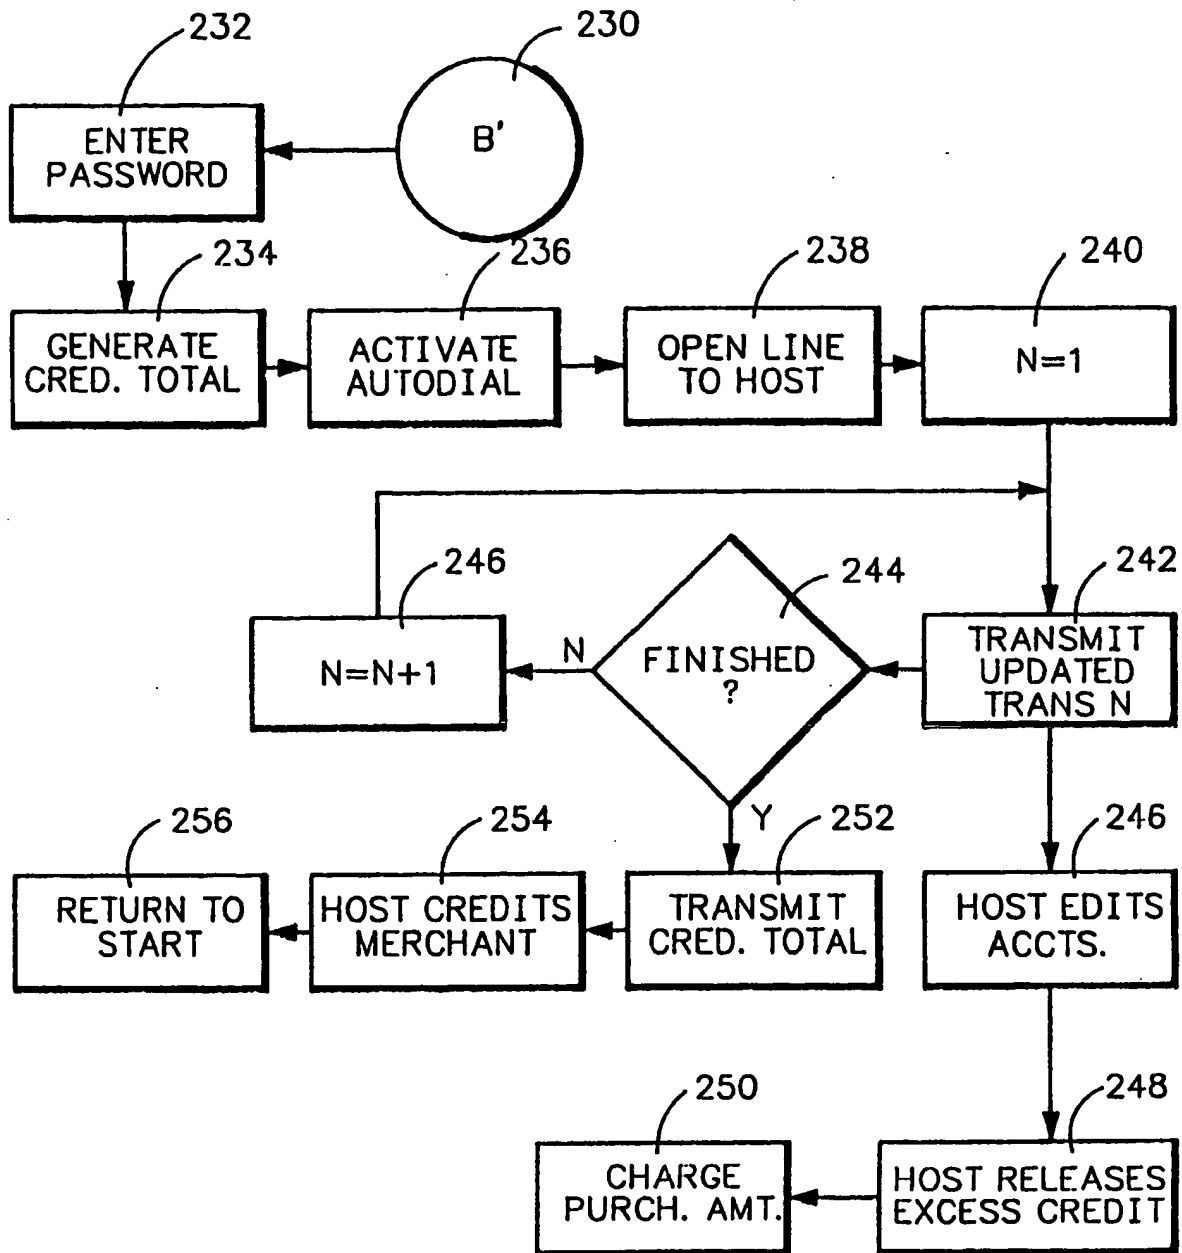 232
230
ENTER
PASSWORD
B'
234
236
238
240
GENERATE
CRED. TOTAL
ACTIVATE
AUTODIAL
OPEN LINE
TO HOST
N=1
246
244
242
N=N+1
N
FINISHED
?
TRANSMIT
UPDATED
TRANS N
Y
256
254
252
246
RETURN TO
START
HOST CREDITS
MERCHANT
TRANSMIT
CRED. TOTAL
HOST EDITS
ACCTS.
250
248
CHARGE
PURCH. AMT.
HOST RELEASES
EXCESS CREDIT